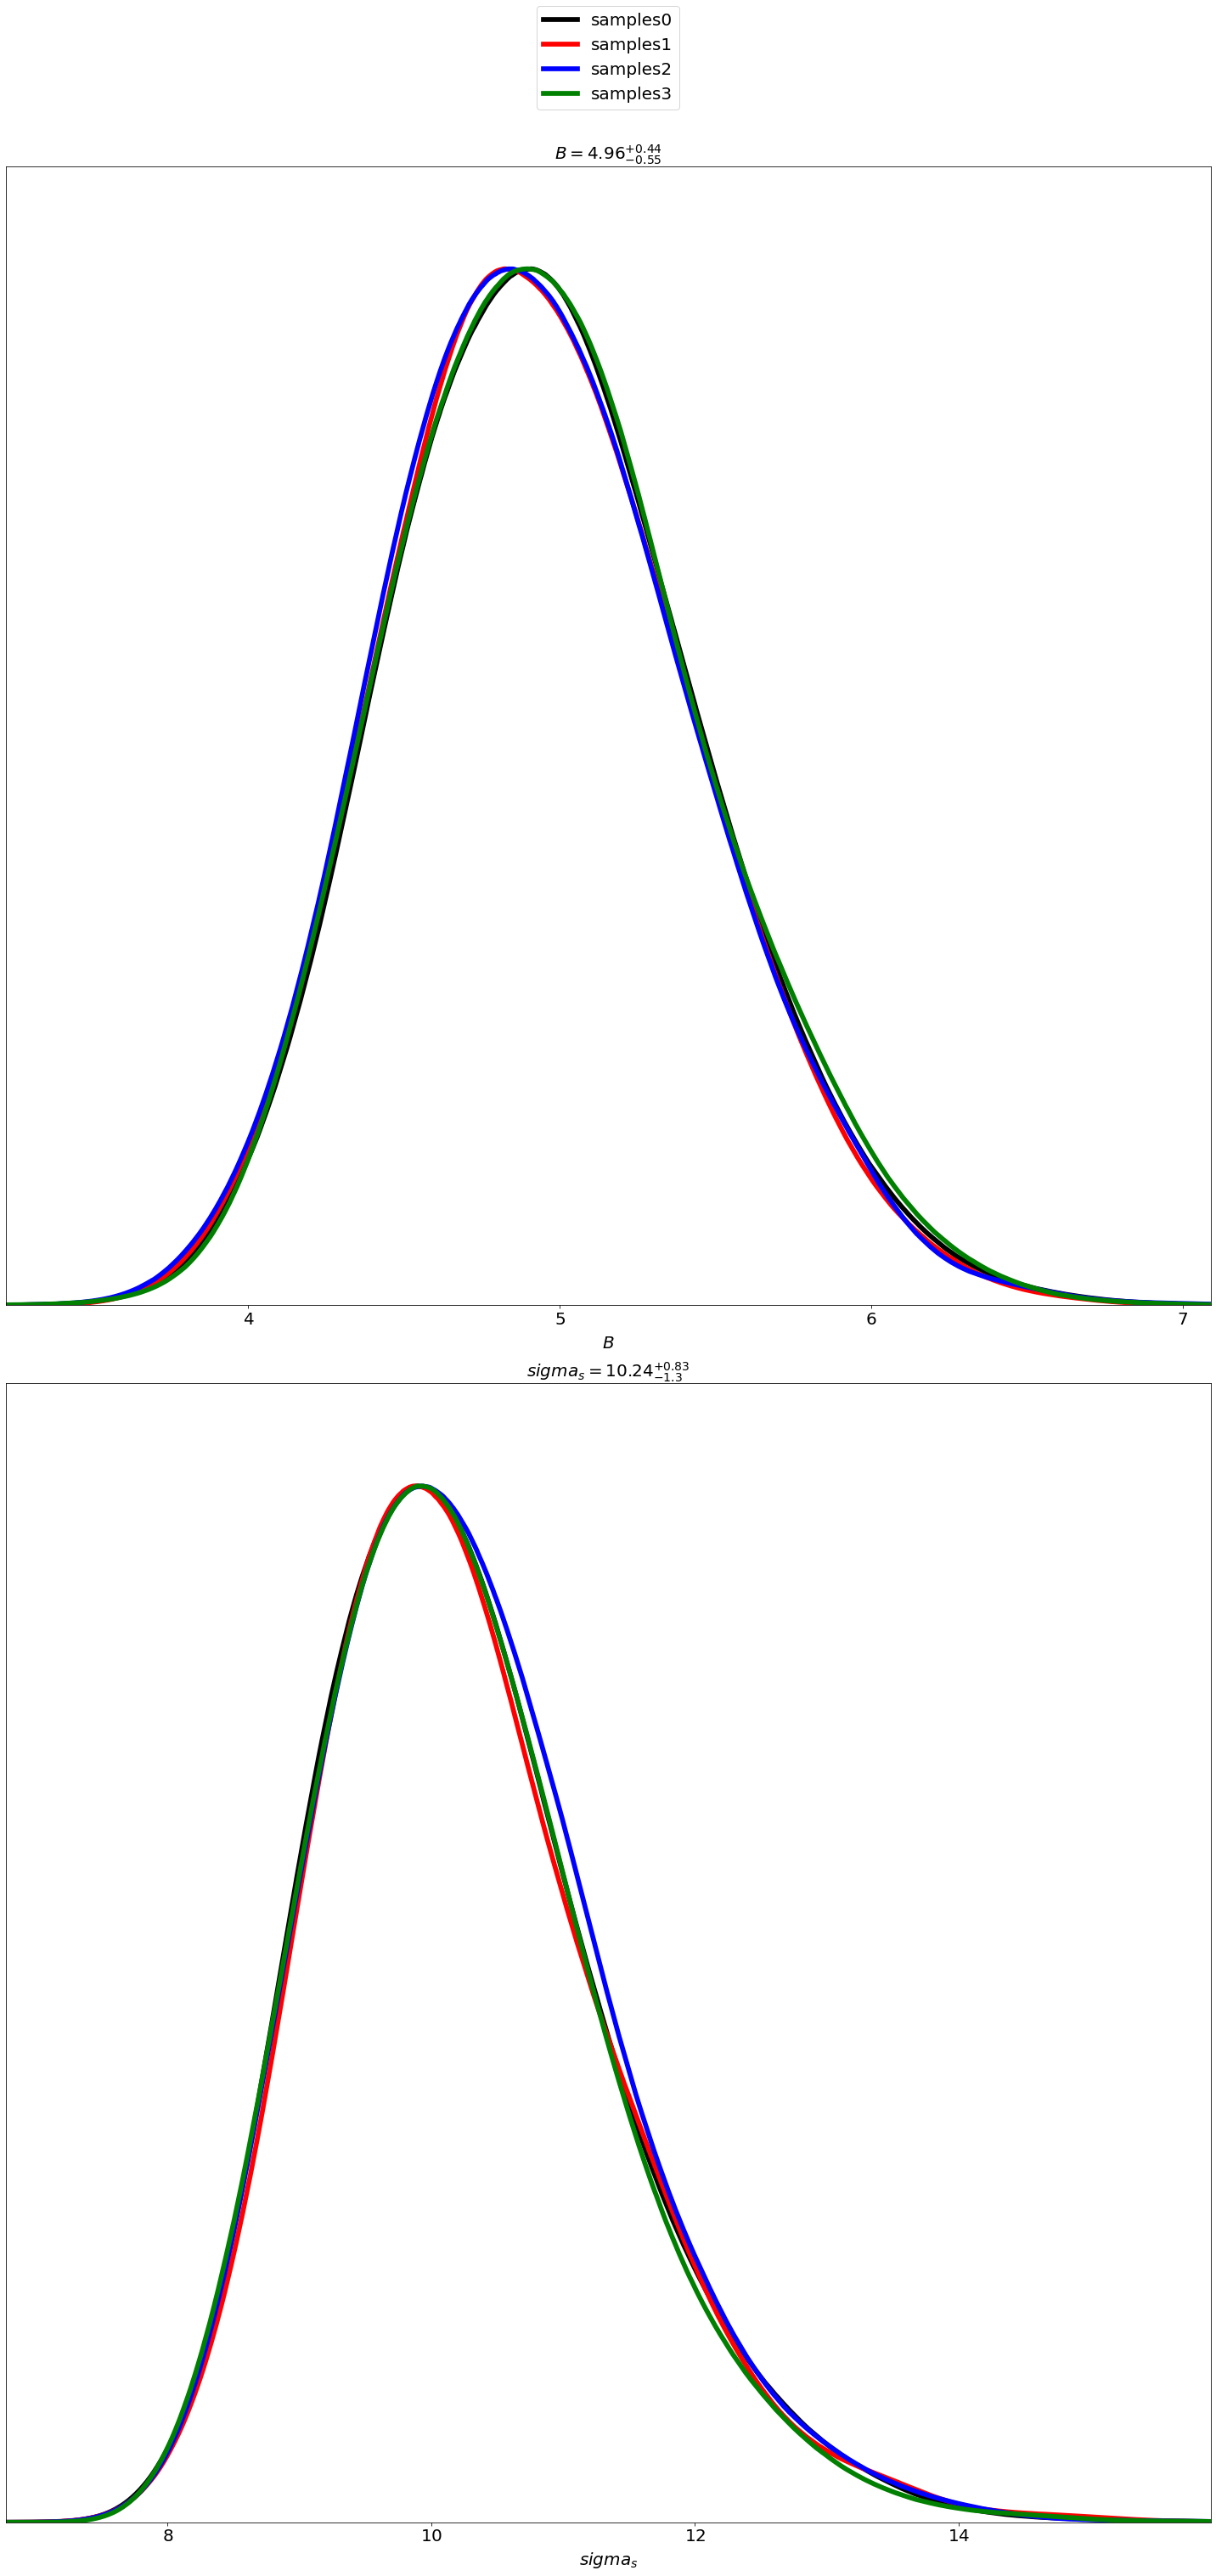 samples0
samples1
samples2
samples3
B = 4.96^{+0.44}_{-0.55}
4 5 6 7
B
sigma_s = 10.24^{+0.83}_{-1.3}
8 10 12 14
sigma_s